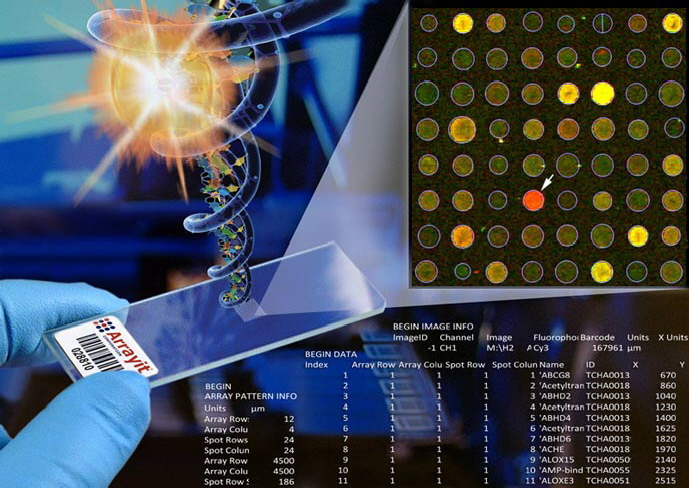 Arrayit
028810
BEGIN IMAGE INFO
ImageID Channel Image Fluorophor Barcode Units X Units
-1 CH1 M:\H2 Cy3 167961 µm
BEGIN DATA
Index Array Row Array Colu Spot Row Spot Colun Name ID X Y
1 1 1 1 1 'ABCG8 TCHA0013 670
2 1 1 1 2 'Acetyltran TCHA0018 860
3 1 1 1 3 'ABHD2 TCHA0013 1040
4 1 1 1 4 'Acetyltran TCHA0018 1230
5 1 1 1 5 'ABHD4 TCHA0013 1400
6 1 1 1 6 'Acetyltran TCHA0018 1625
7 1 1 1 7 'ABHD6 TCHA0013 1820
8 1 1 1 8 'ACHE TCHA0018 1970
9 1 1 1 9 'ALOX15 TCHA0050 2140
10 1 1 1 10 'AMP-bind TCHA0055 2325
11 1 1 1 11 'ALOXE3 TCHA0051 2515
BEGIN
ARRAY PATTERN INFO
Units µm
Array Row: 12
Array Colu 4
Spot Rows 24
Spot Colun 24
Array Row 4500
Array Colu 4500
Spot Row 186